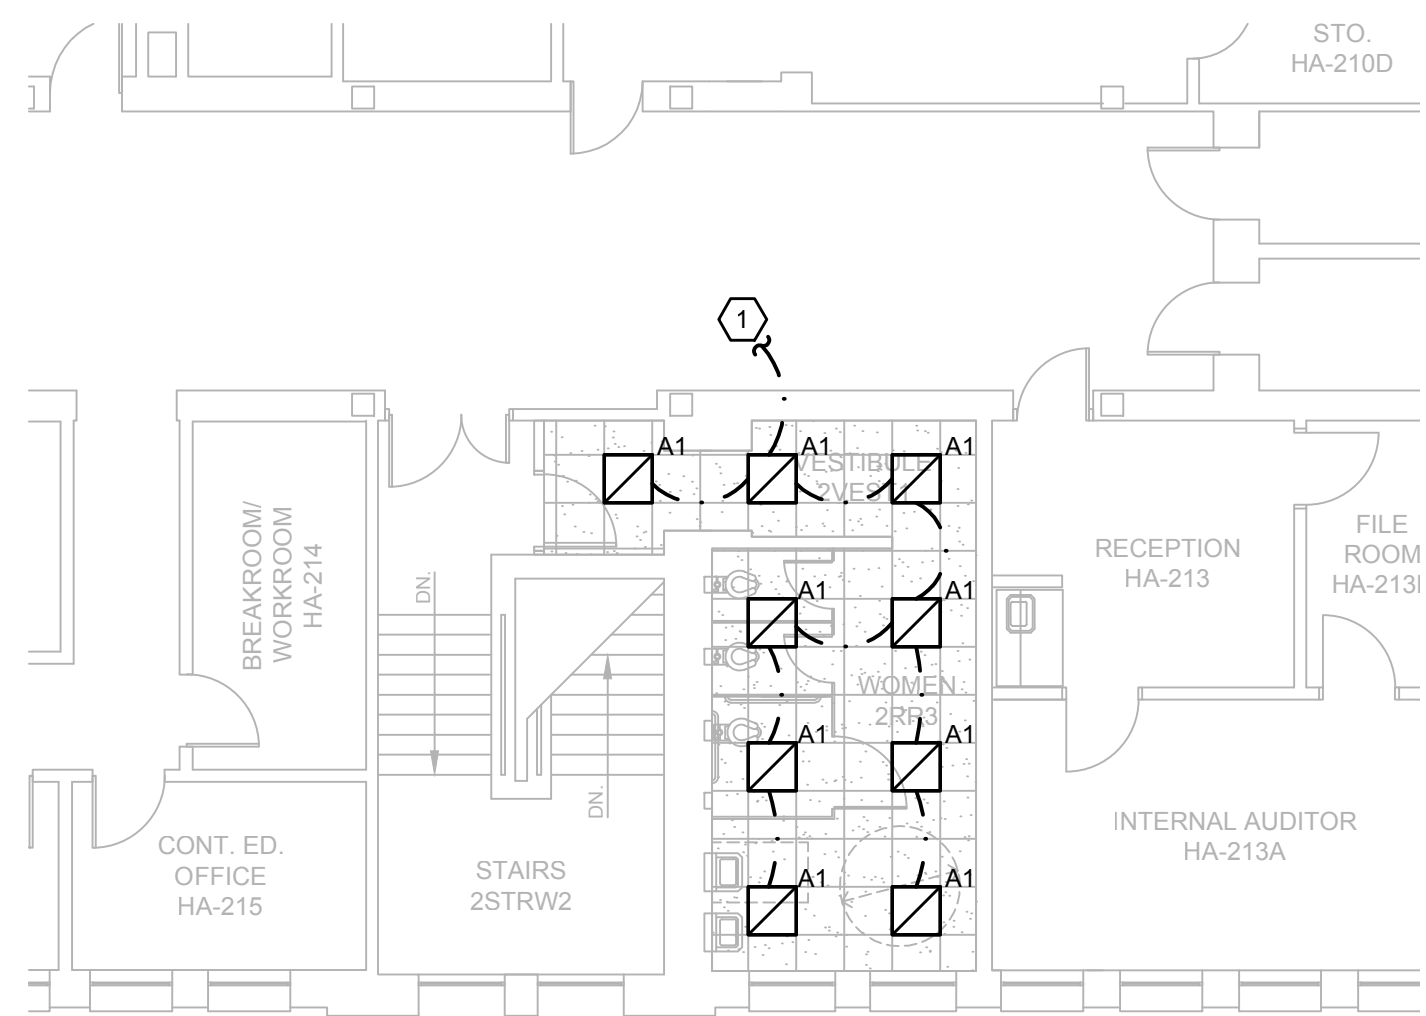 STO.
HA-210D
1
A1
A1
A1
VESTIBULE
2VEST1
BREAKROOM/
WORKROOM
HA-214
DN.
RECEPTION
HA-213
FILE
ROOM
A1
A1
WOMEN
2RR3
A1
A1
DN.
CONT. ED.
OFFICE
HA-215
STAIRS
2STRW2
INTERNAL AUDITOR
HA-213A
A1
A1